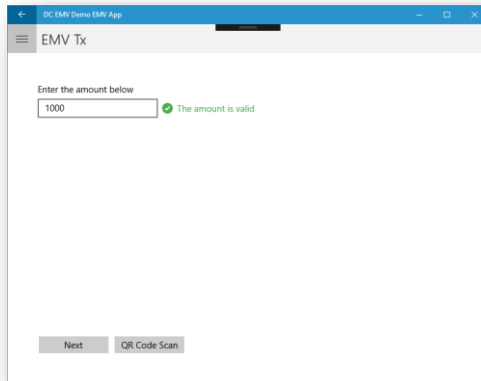 DC EMV Demo EMV App
EMV Tx
Enter the amount below
1000
The amount is valid
Next
QR Code Scan